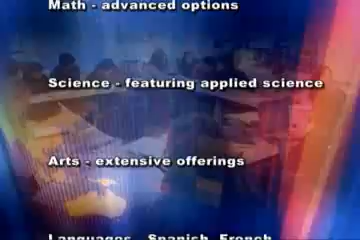 Math - advanced options
Science - featuring applied science
Arts - extensive offerings
Languages - Spanish, French